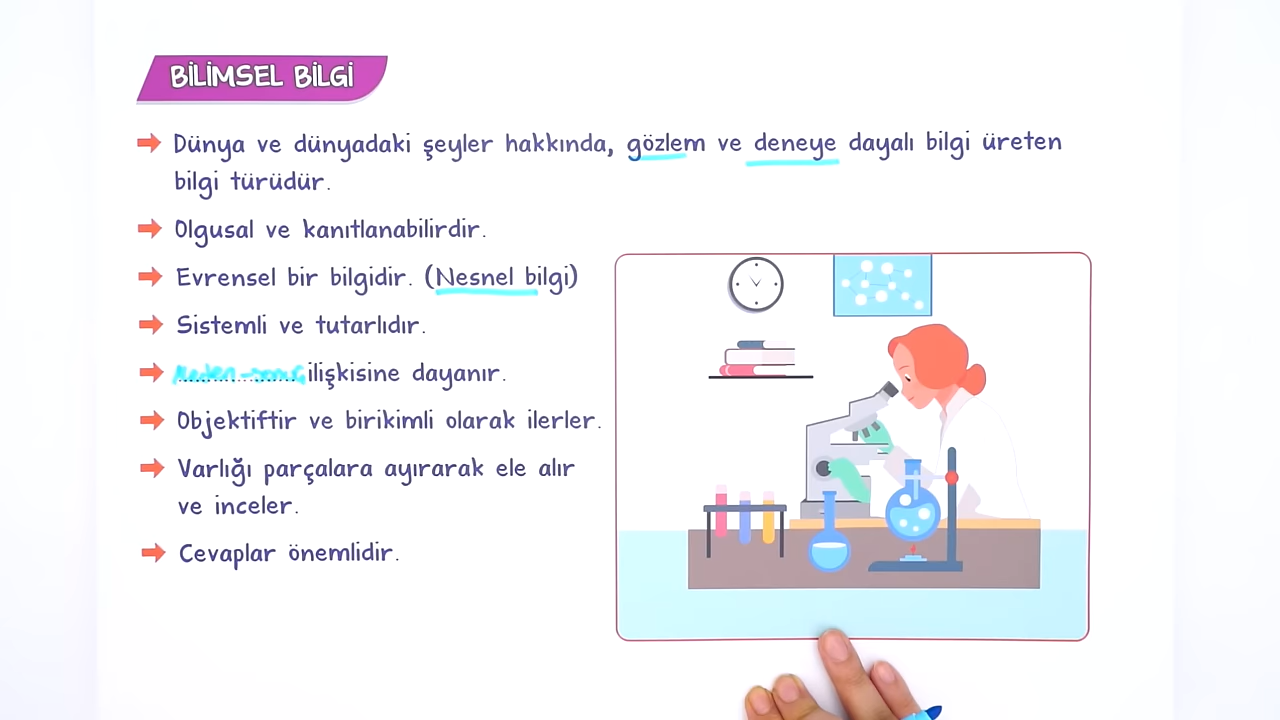 BİLİMSEL BİLGİ
Dünya ve dünyadaki şeyler hakkında, gözlem ve deneye dayalı bilgi üreten
bilgi türüdür.
Olgusal ve kanıtlanabilirdir.
Evrensel bir bilgidir. (Nesnel bilgi)
Sistemli ve tutarlıdır.
Neden-sonuç ilişkisine dayanır.
Objektiftir ve birikimli olarak ilerler.
Varlığı parçalara ayırarak ele alır
ve inceler.
Cevaplar önemlidir.